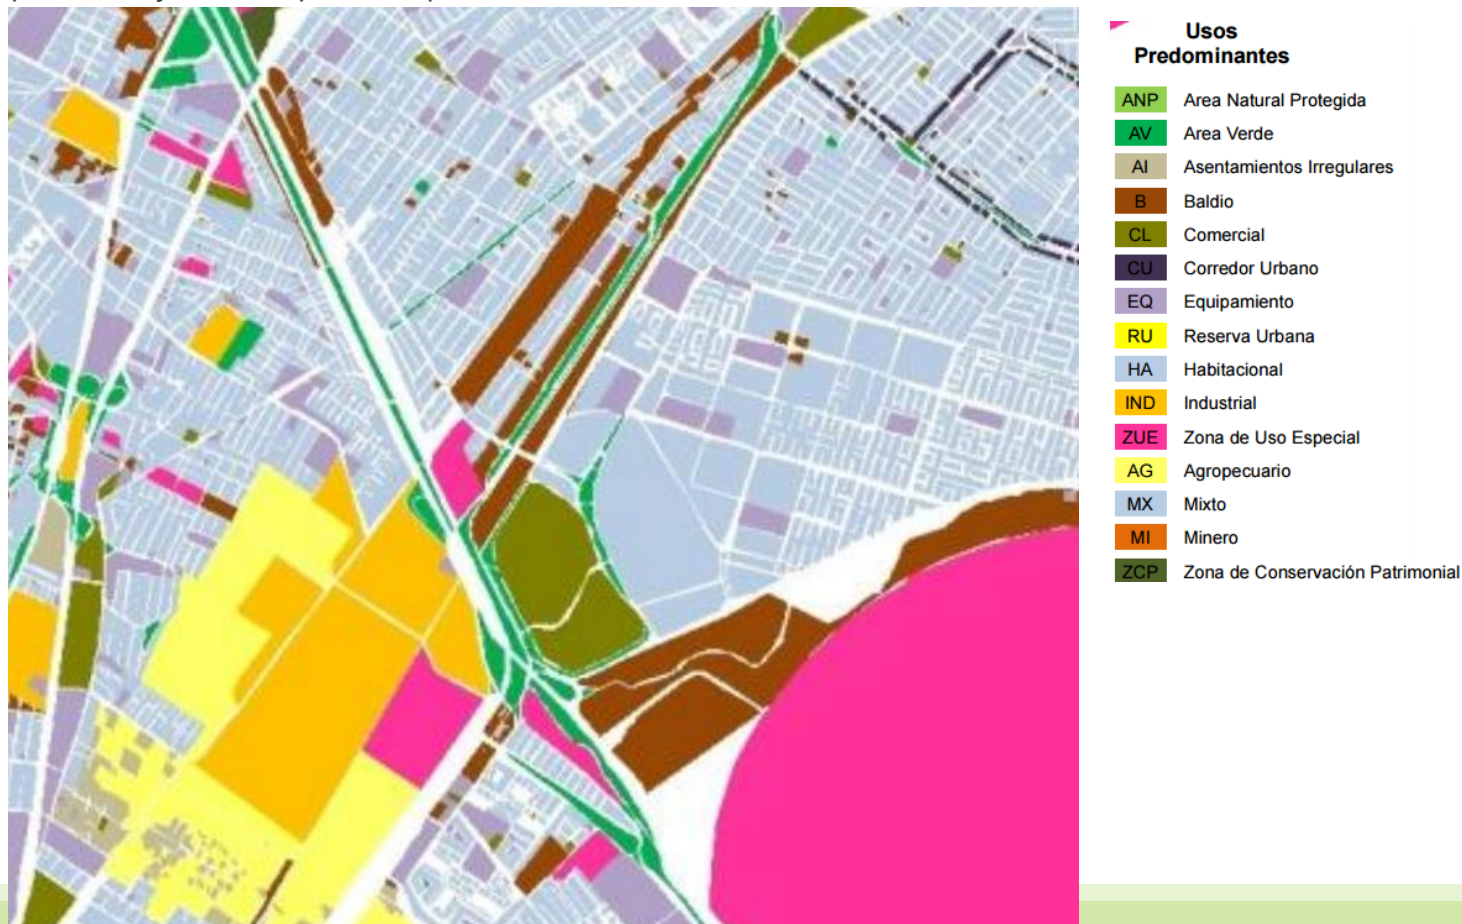 Usos
Predominantes
ANP Area Natural Protegida
AV Area Verde
AI Asentamientos Irregulares
B Baldio
CL Comercial
CU Corredor Urbano
EQ Equipamiento
RU Reserva Urbana
HA Habitacional
IND Industrial
ZUE Zona de Uso Especial
AG Agropecuario
MX Mixto
MI Minero
ZCP Zona de Conservación Patrimonial